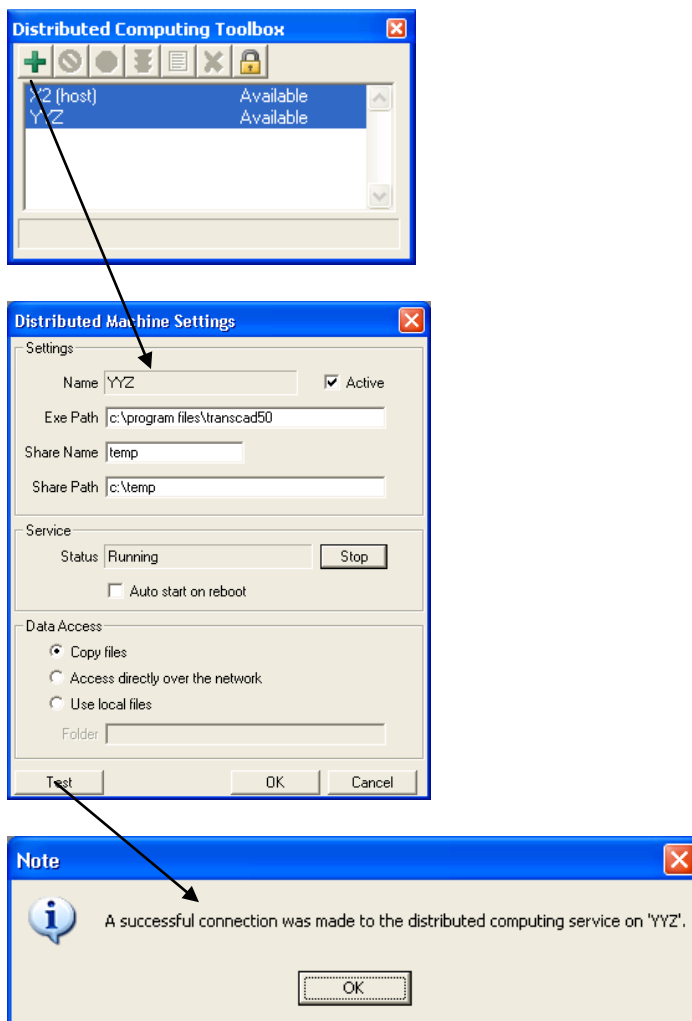 Distributed Computing Toolbox
X2 (host) Available
YYZ Available
Distributed Machine Settings
Settings
Name YYZ Active
Exe Path c:\program files\transcad50
Share Name temp
Share Path c:\temp
Service
Status Running Stop
Auto start on reboot
Data Access
Copy files
Access directly over the network
Use local files
Folder
Test OK Cancel
Note
A successful connection was made to the distributed computing service on 'YYZ'.
OK